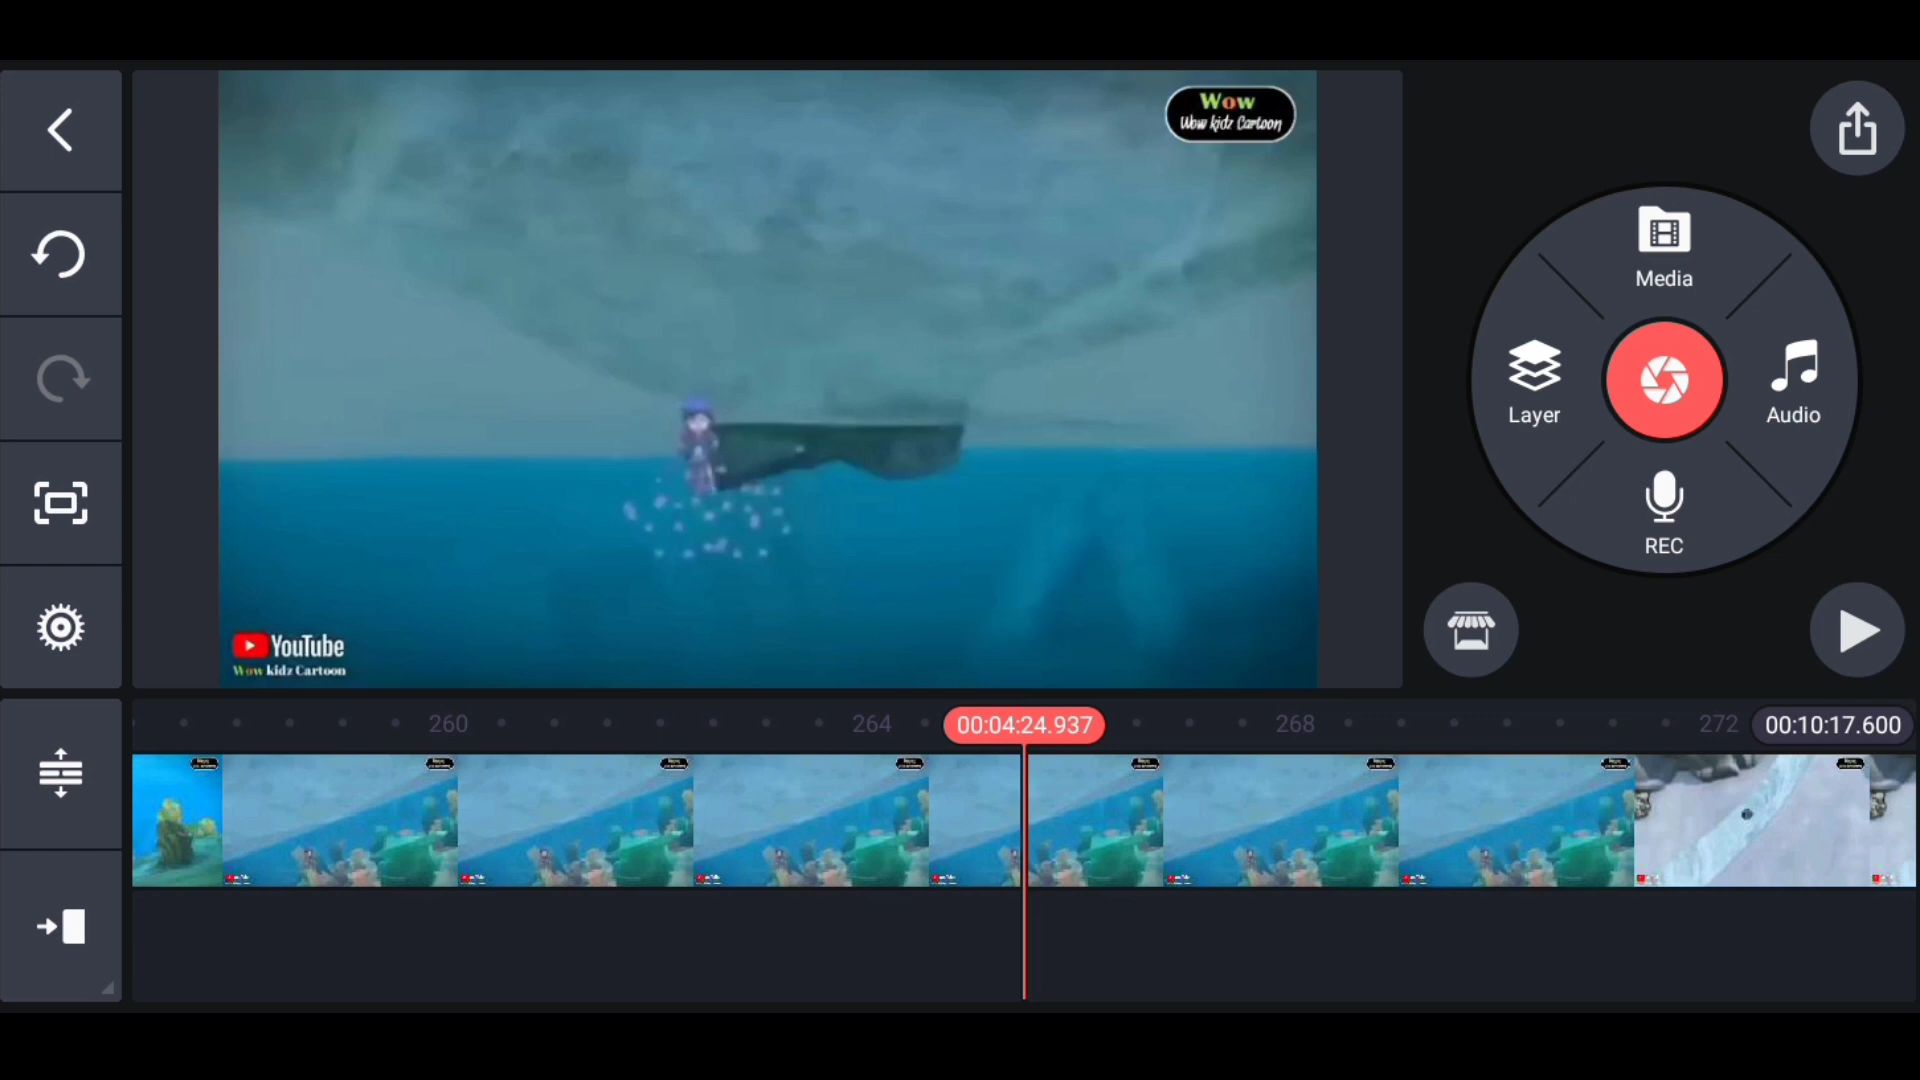 Wow
Wow kidz Cartoon
Media
Layer
Audio
REC
YouTube
Wow kidz Cartoon
260
264
00:04:24.937
268
272
00:10:17.600